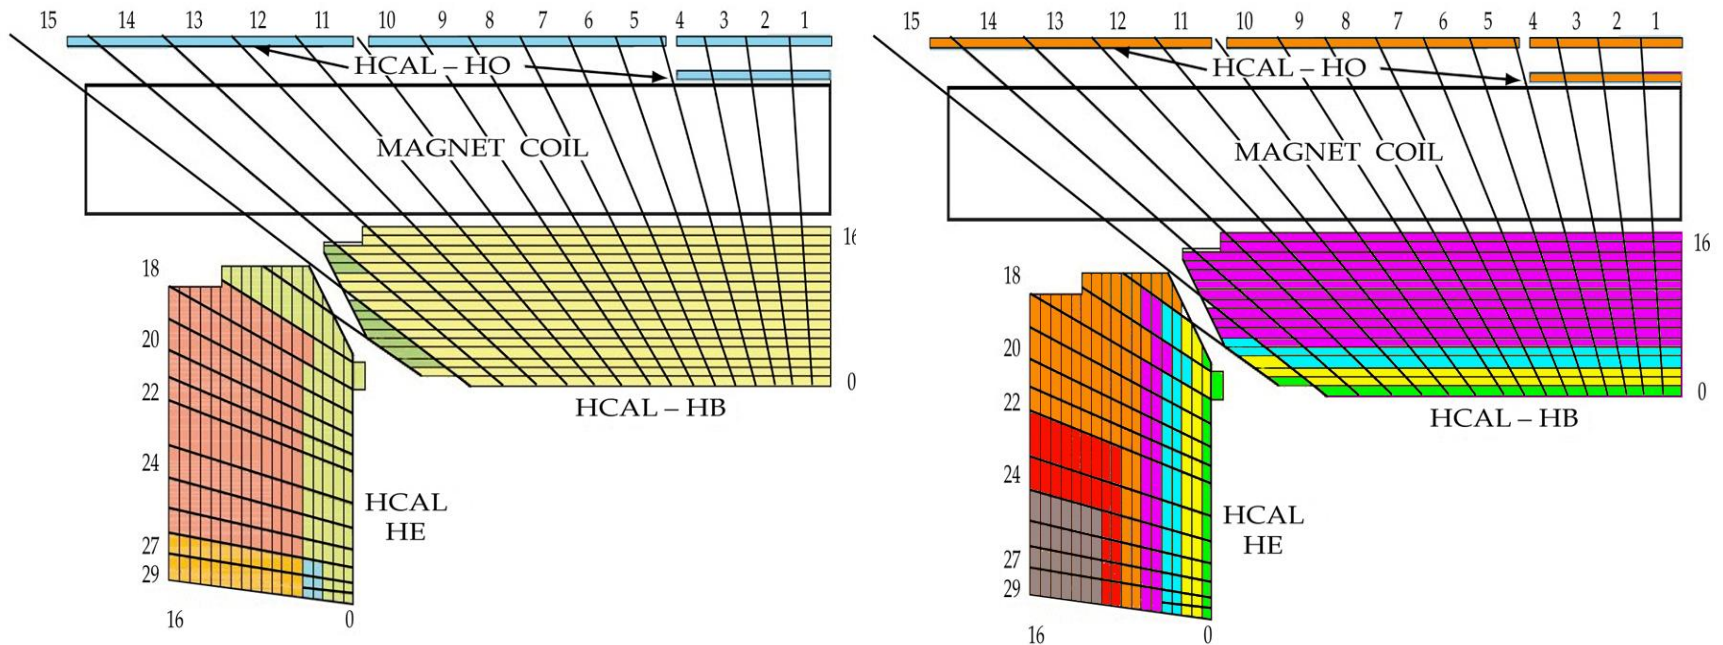 15 14 13 12 11 10 9 8 7 6 5 4 3 2 1
HCAL – HO
MAGNET COIL
16
18
20
0
22
HCAL – HB
24
HCAL
HE
27
29
16 0
15 14 13 12 11 10 9 8 7 6 5 4 3 2 1
HCAL – HO
MAGNET COIL
16
18
20
0
22
HCAL – HB
24
HCAL
HE
27
29
16 0